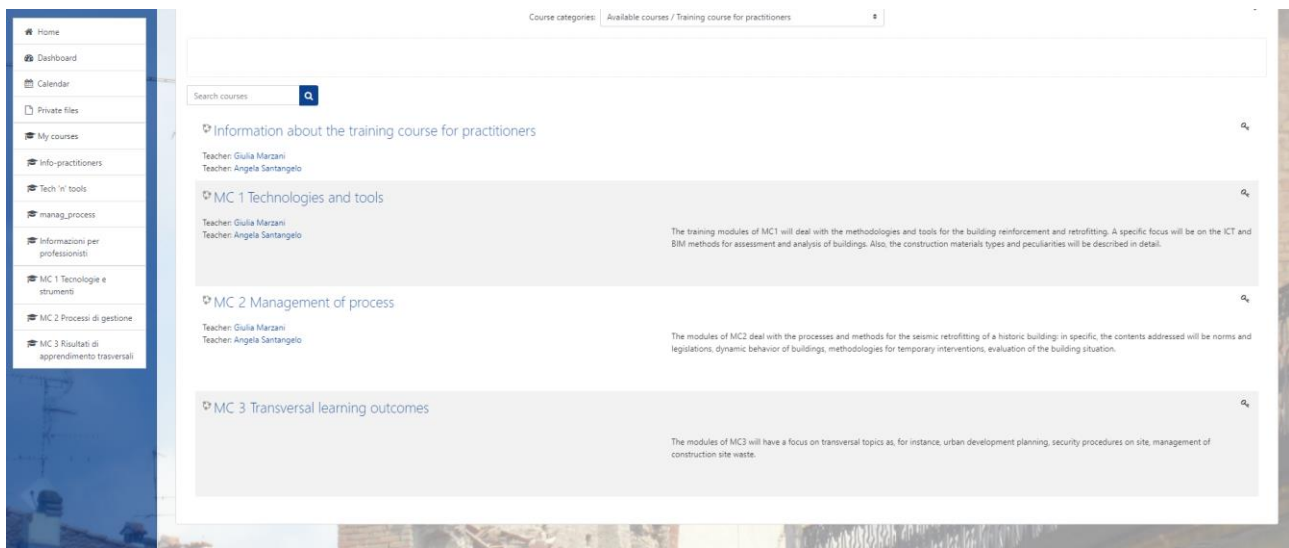 Course categories: Available courses / Training course for practitioners
Home
Dashboard
Calendar
Private files
My courses
Info-practitioners
Tech 'n' tools
manag_process
Informazioni per
professionisti
MC 1 Tecnologie e
strumenti
MC 2 Processi di gestione
MC 3 Risultati di
apprendimento trasversali
Search courses
Information about the training course for practitioners
Teacher: Giulia Marzani
Teacher: Angela Santangelo
MC 1 Technologies and tools
Teacher: Giulia Marzani
Teacher: Angela Santangelo
The training modules of MC1 will deal with the methodologies and tools for the building reinforcement and retrofitting. A specific focus will be on the ICT and
BIM methods for assessment and analysis of buildings. Also, the construction materials types and peculiarities will be described in detail.
MC 2 Management of process
Teacher: Giulia Marzani
Teacher: Angela Santangelo
The modules of MC2 deal with the processes and methods for the seismic retrofitting of a historic building: in specific, the contents addressed will be norms and
legislations, dynamic behavior of buildings, methodologies for temporary interventions, evaluation of the building situation.
MC 3 Transversal learning outcomes
The modules of MC3 will have a focus on transversal topics as, for instance, urban development planning, security procedures on site, management of
construction site waste.